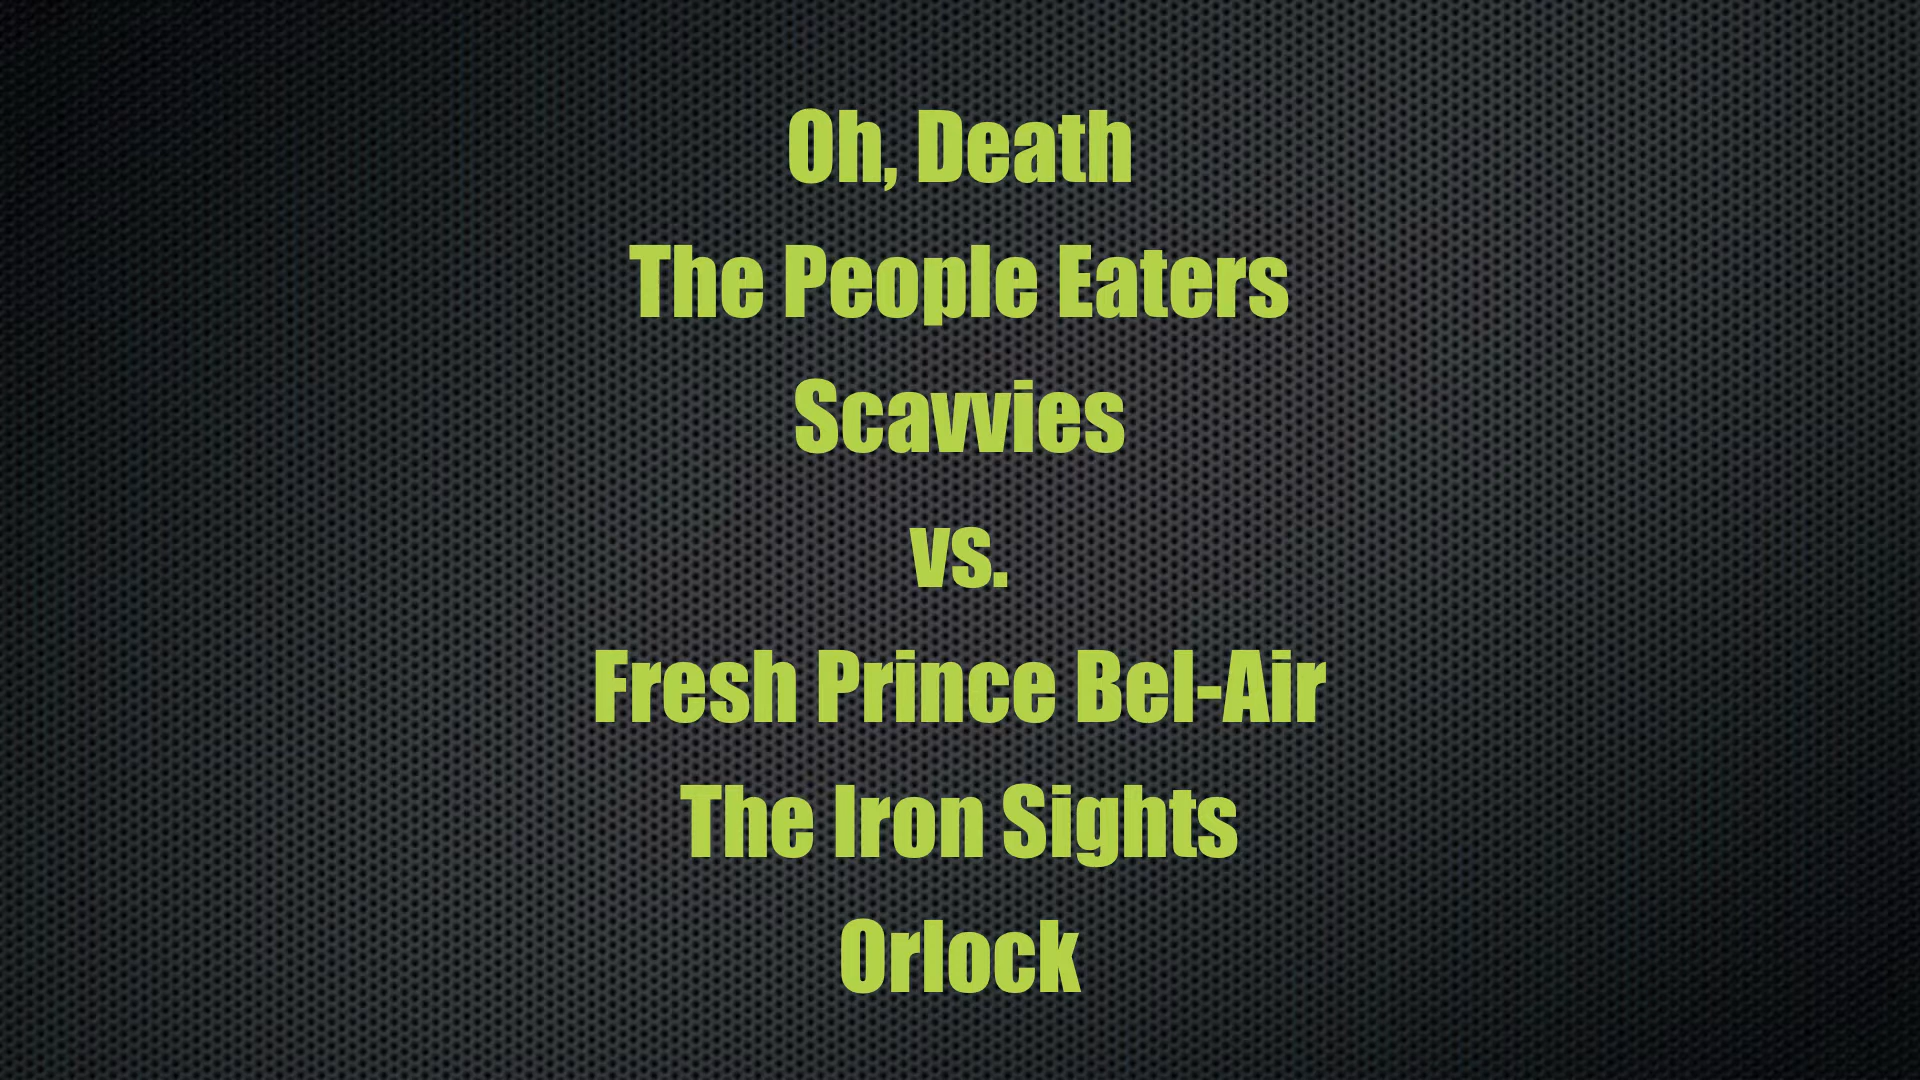 Oh, Death
The People Eaters
Scavvies
vs.
Fresh Prince Bel-Air
The Iron Sights
Orlock